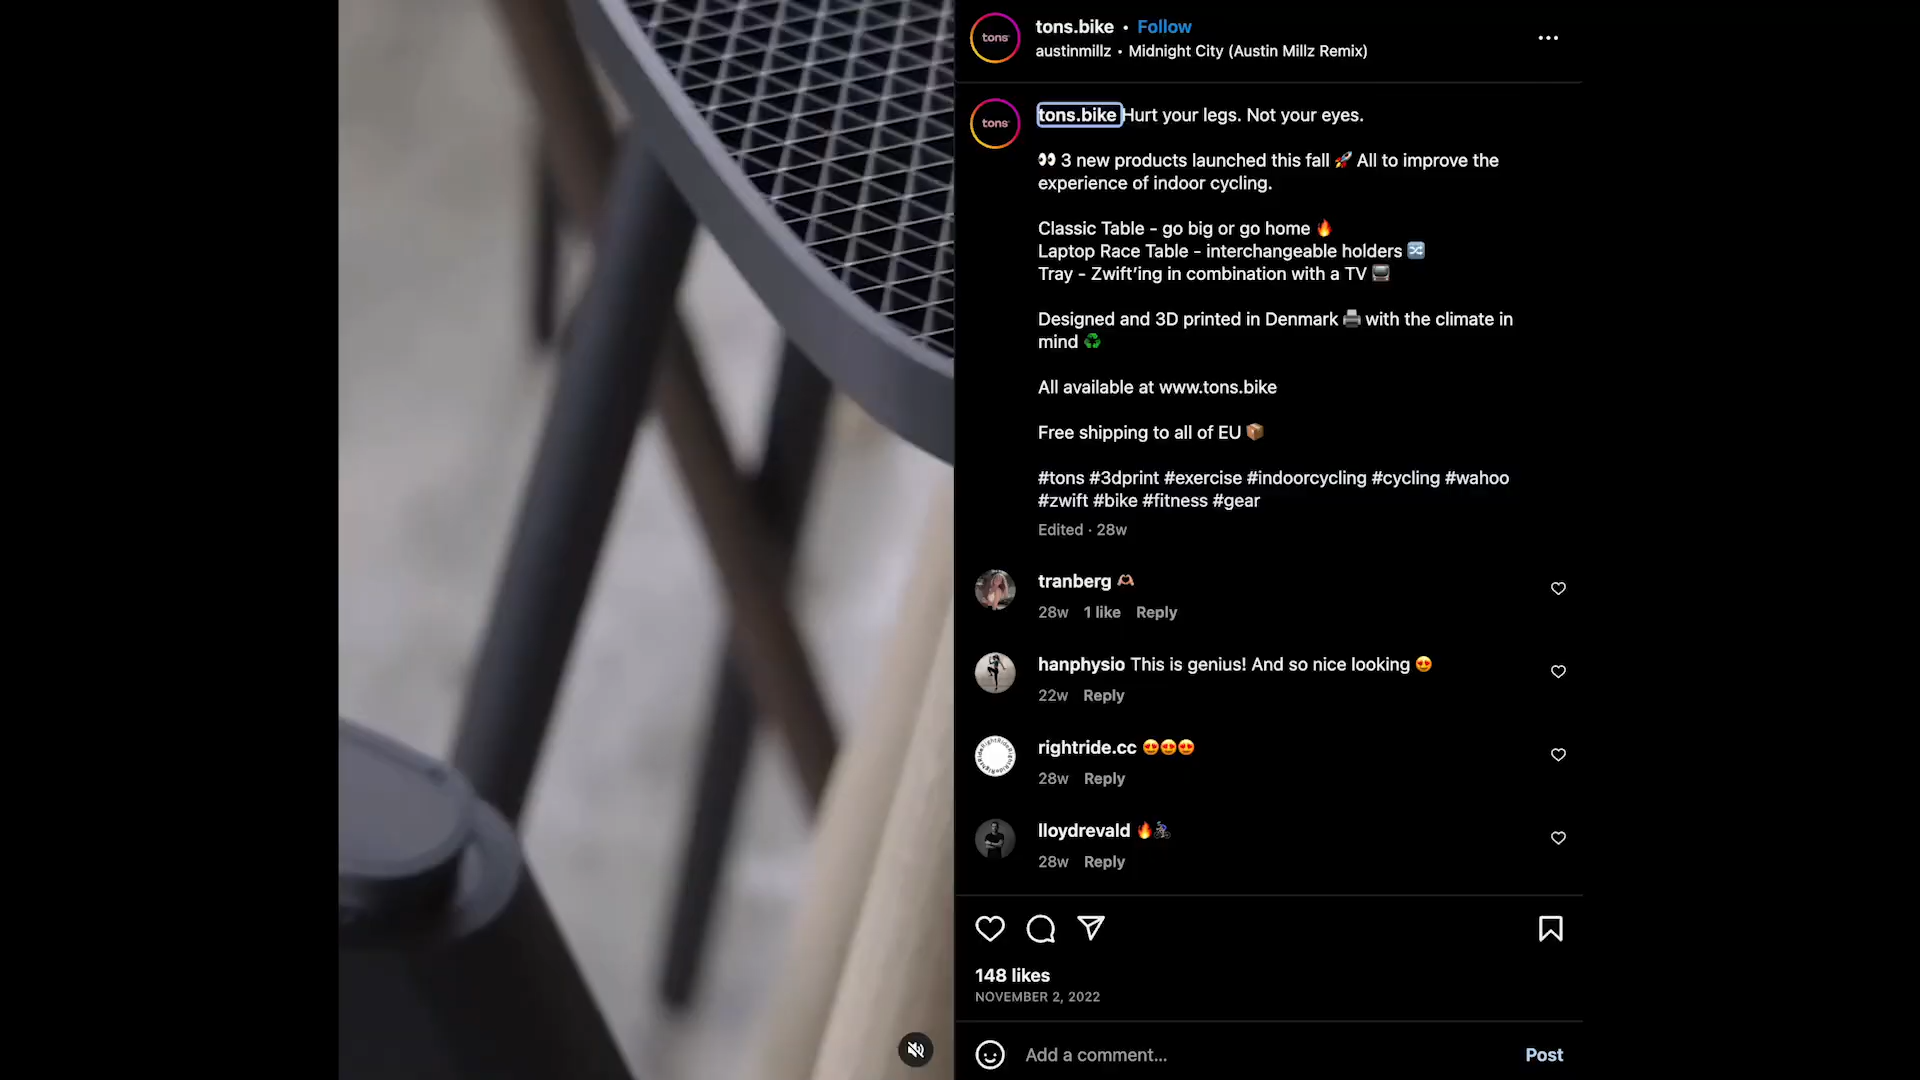 tons.bike • Follow
austinmillz • Midnight City (Austin Millz Remix)
tons
tons
tons.bike Hurt your legs. Not your eyes.
👀 3 new products launched this fall 🚀 All to improve the
experience of indoor cycling.
Classic Table - go big or go home 🔥
Laptop Race Table - interchangeable holders 🔀
Tray - Zwift’ing in combination with a TV 📺
Designed and 3D printed in Denmark 🖨 with the climate in
mind ♻️
All available at www.tons.bike
Free shipping to all of EU 📦
#tons #3dprint #exercise #indoorcycling #cycling #wahoo
#zwift #bike #fitness #gear
Edited · 28w
tranberg 🫶🏼
28w 1 like Reply
hanphysio This is genius! And so nice looking 😍
22w Reply
rightride.cc 😍😍😍
28w Reply
lloydrevald 🔥🚴🏿
28w Reply
148 likes
NOVEMBER 2, 2022
Add a comment...
Post